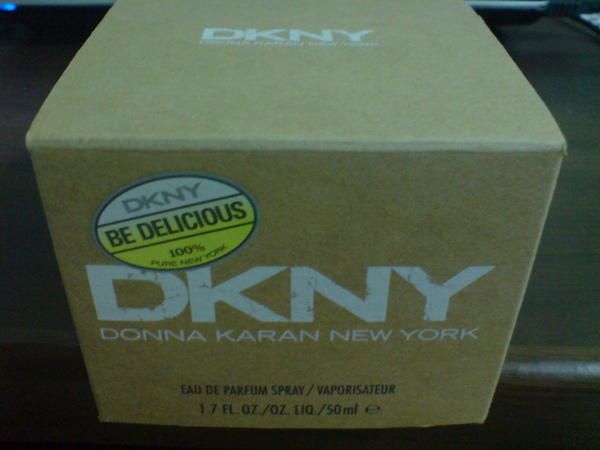 DKNY
DONNA KARAN NEW YORK
DKNY
BE DELICIOUS
100%
PURE NEW YORK
DKNY
DONNA KARAN NEW YORK
EAU DE PARFUM SPRAY / VAPORISATEUR
1.7 FL. OZ./OZ. LIQ./50ml ℮